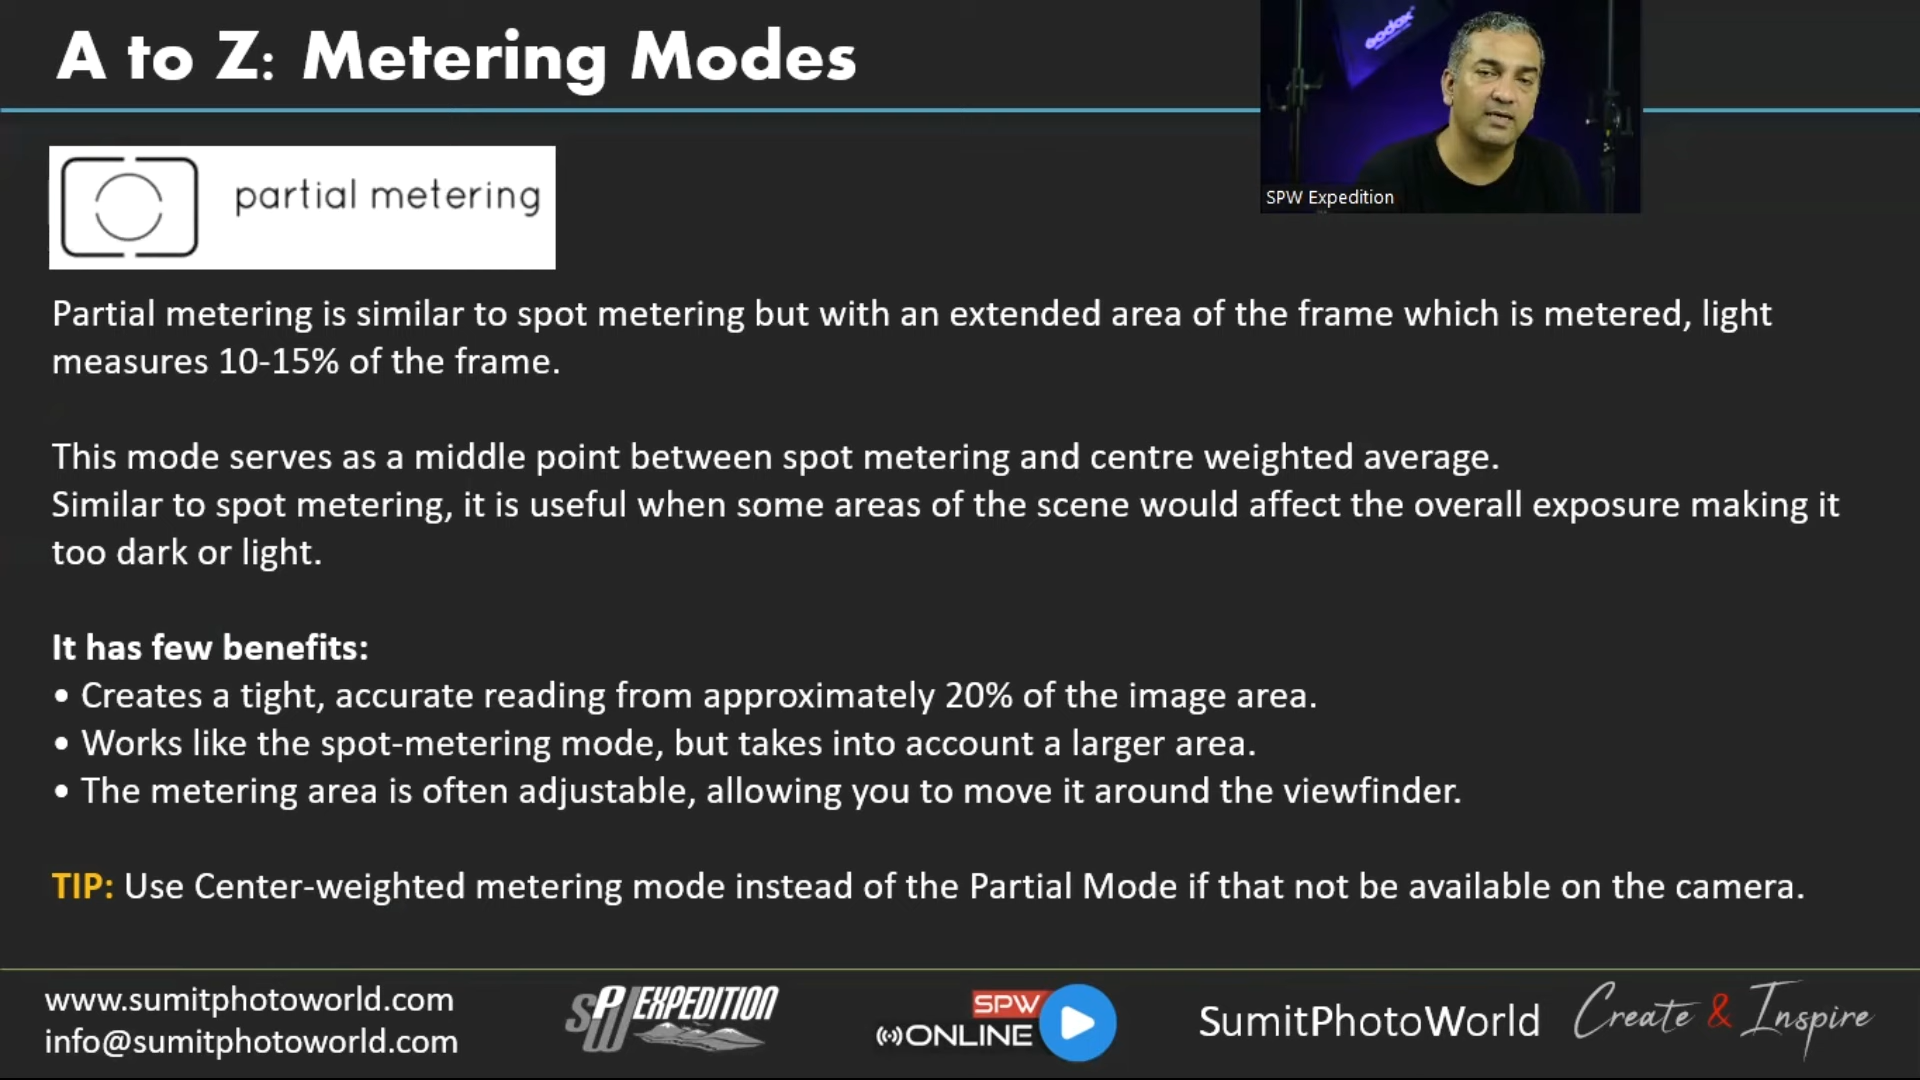 A to Z: Metering Modes
Godox
SPW Expedition
partial metering
Partial metering is similar to spot metering but with an extended area of the frame which is metered, light
measures 10-15% of the frame.
This mode serves as a middle point between spot metering and centre weighted average.
Similar to spot metering, it is useful when some areas of the scene would affect the overall exposure making it
too dark or light.
It has few benefits:
• Creates a tight, accurate reading from approximately 20% of the image area.
• Works like the spot-metering mode, but takes into account a larger area.
• The metering area is often adjustable, allowing you to move it around the viewfinder.
TIP: Use Center-weighted metering mode instead of the Partial Mode if that not be available on the camera.
www.sumitphotoworld.com
info@sumitphotoworld.com
SPW EXPEDITION
SPW
ONLINE
SumitPhotoWorld
Create & Inspire